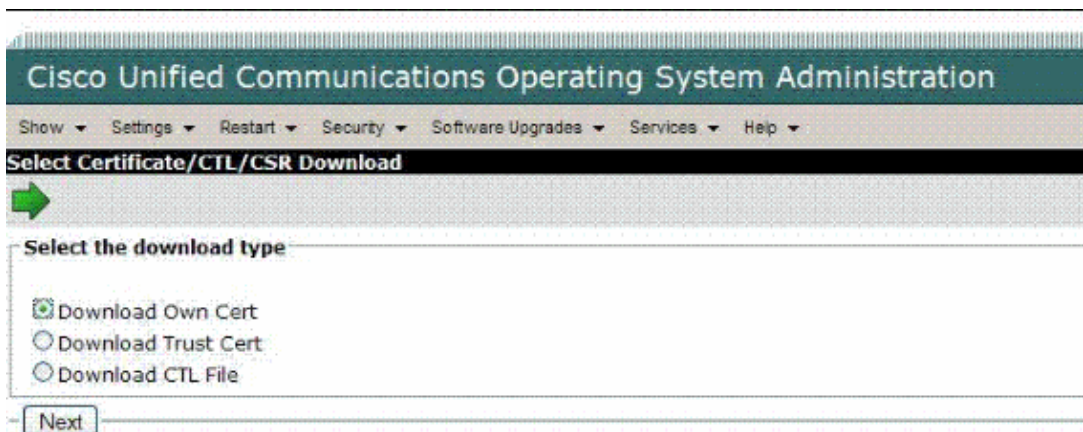 Cisco Unified Communications Operating System Administration
Show Settings Restart Security Software Upgrades Services Help
Select Certificate/CTL/CSR Download
Select the download type
Download Own Cert
Download Trust Cert
Download CTL File
Next